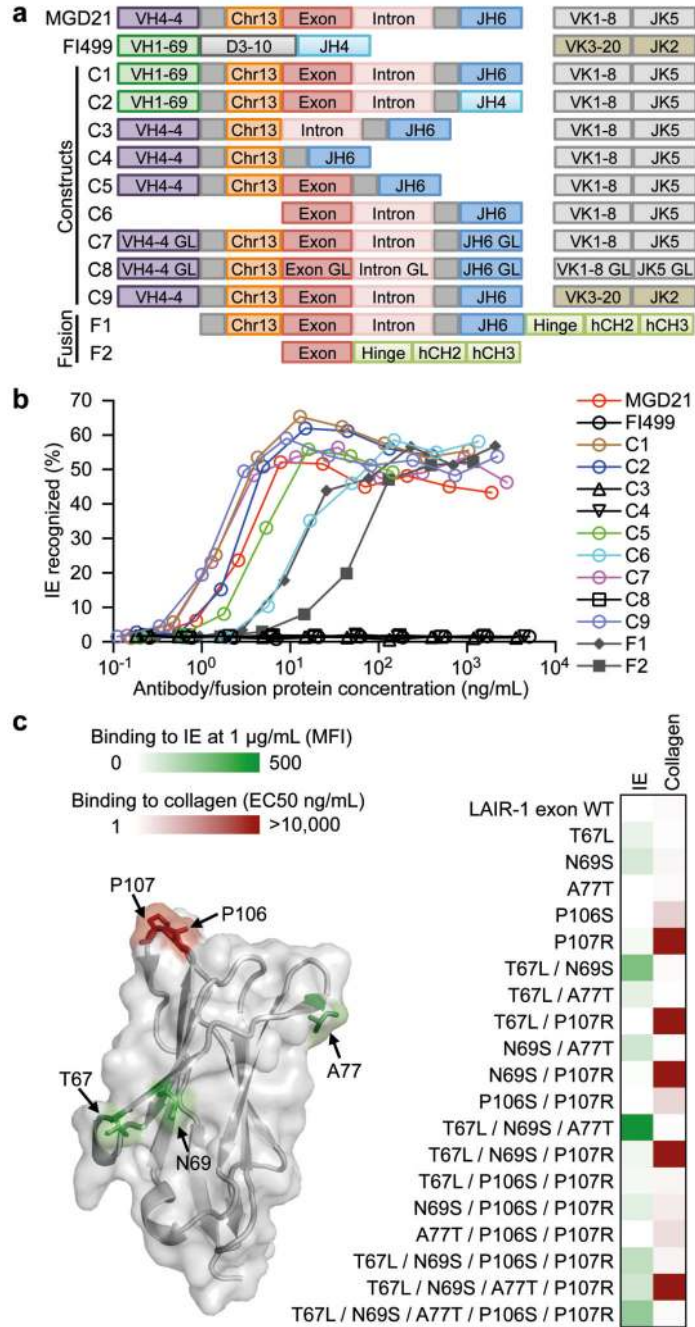 a
MGD21 VH4-4 Chr13 Exon Intron JH6 VK1-8 JK5
FI499 VH1-69 D3-10 JH4 VK3-20 JK2
Constructs
C1 VH1-69 Chr13 Exon Intron JH6 VK1-8 JK5
C2 VH1-69 Chr13 Exon Intron JH4 VK1-8 JK5
C3 VH4-4 Chr13 Intron JH6 VK1-8 JK5
C4 VH4-4 Chr13 JH6 VK1-8 JK5
C5 VH4-4 Chr13 Exon JH6 VK1-8 JK5
C6 Exon Intron JH6 VK1-8 JK5
C7 VH4-4 GL Chr13 Exon Intron JH6 GL VK1-8 JK5
C8 VH4-4 GL Chr13 Exon GL Intron GL JH6 GL VK1-8 GL JK5 GL
C9 VH4-4 Chr13 Exon Intron JH6 VK3-20 JK2
Fusion
F1 Chr13 Exon Intron JH6 Hinge hCH2 hCH3
F2 Exon Hinge hCH2 hCH3
b
IE recognized (%)
70
60
50
40
30
20
10
0
10-1 100 101 102 103 104
Antibody/fusion protein concentration (ng/mL)
MGD21
FI499
C1
C2
C3
C4
C5
C6
C7
C8
C9
F1
F2
c
Binding to IE at 1 µg/mL (MFI)
0 500
Binding to collagen (EC50 ng/mL)
1 >10,000
P107
P106
A77
T67
N69
IE
Collagen
LAIR-1 exon WT
T67L
N69S
A77T
P106S
P107R
T67L / N69S
T67L / A77T
T67L / P107R
N69S / A77T
N69S / P107R
P106S / P107R
T67L / N69S / A77T
T67L / N69S / P107R
T67L / P106S / P107R
N69S / P106S / P107R
A77T / P106S / P107R
T67L / N69S / P106S / P107R
T67L / N69S / A77T / P107R
T67L / N69S / A77T / P106S / P107R